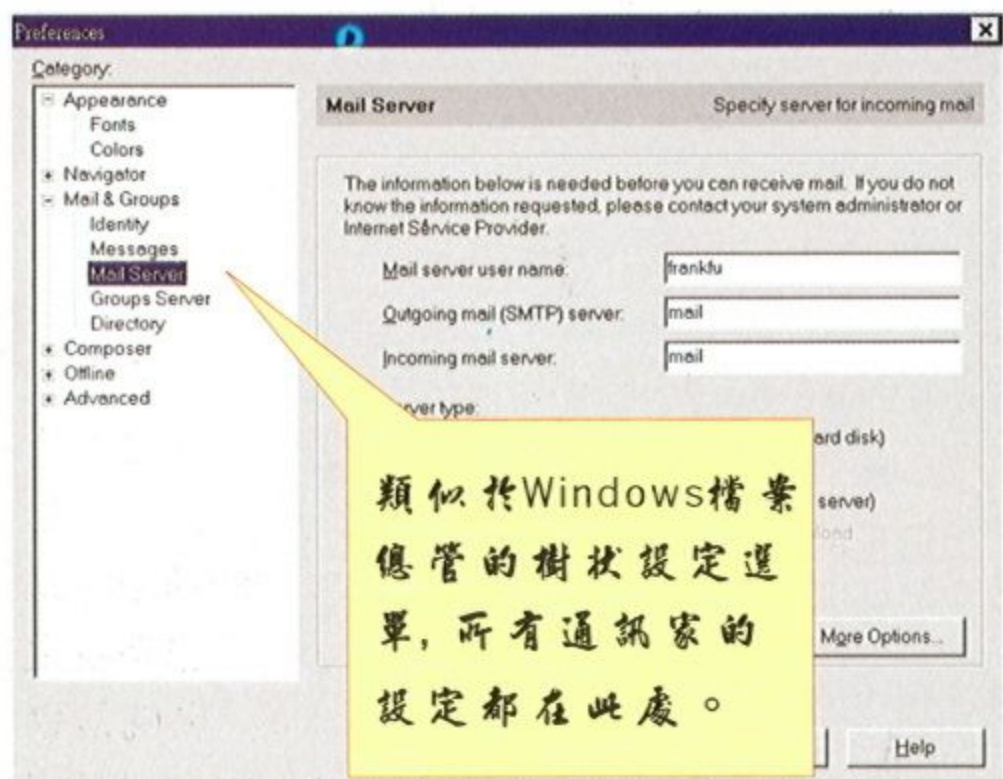 Preferences
Category:
Appearance
Fonts
Colors
Navigator
Mail & Groups
Identity
Messages
Mail Server
Groups Server
Directory
Composer
Offline
Advanced
Mail Server
Specify server for incoming mail
The information below is needed before you can receive mail. If you do not
know the information requested, please contact your system administrator or
Internet Service Provider.
Mail server user name:
frankfu
Outgoing mail (SMTP) server:
mail
Incoming mail server:
mail
erver type:
ard disk)
server)
類似於Windows檔案
總管的樹狀設定選
單, 所有通訊家的
設定都在此處。
More Options...
Help